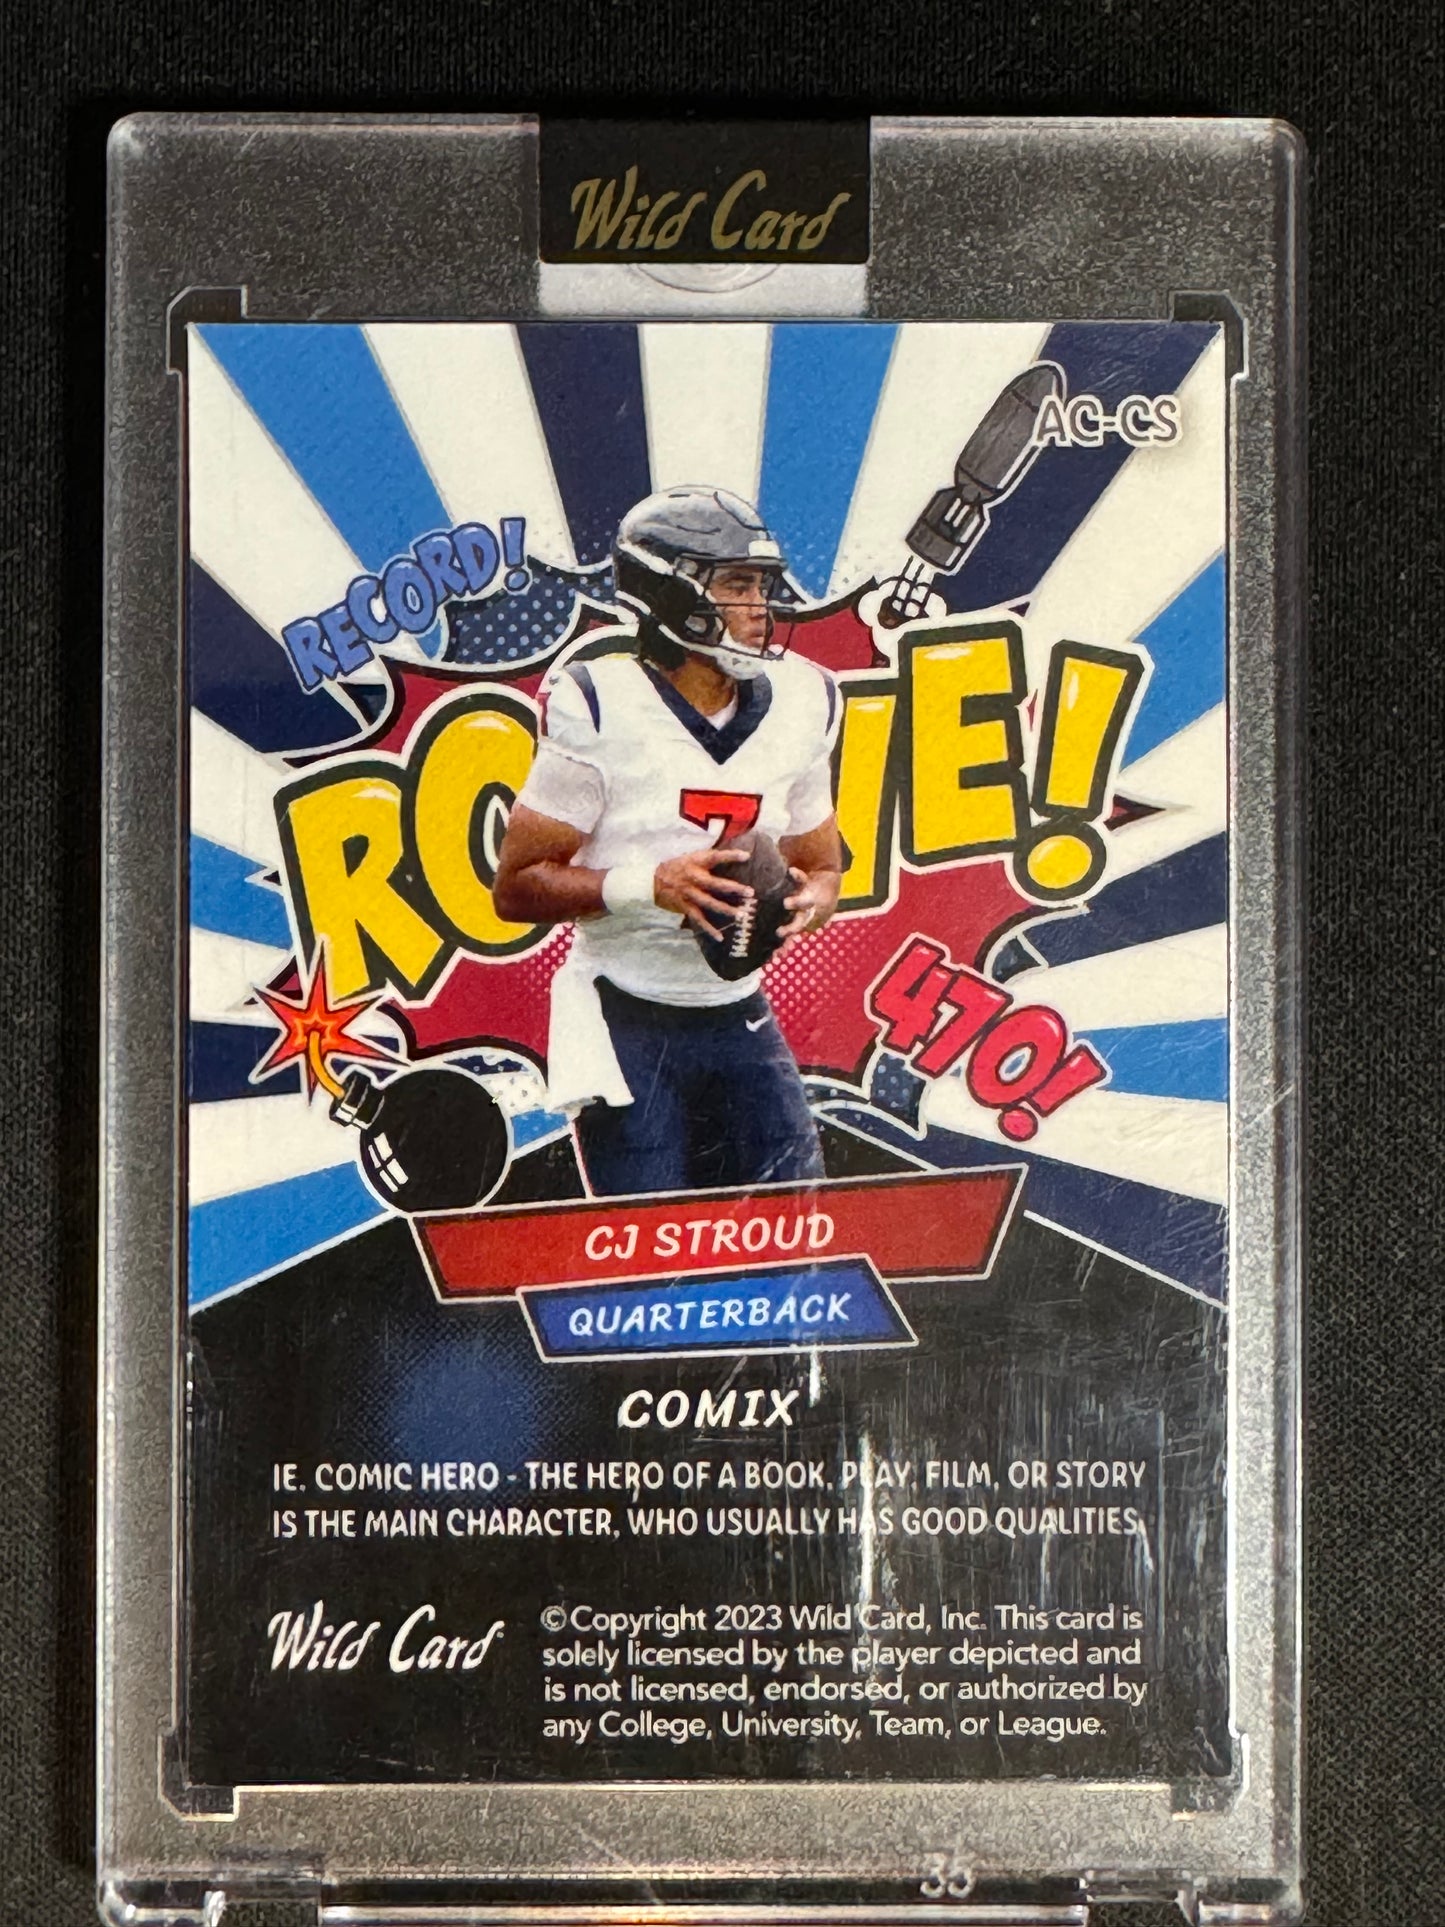 Wild Card
AC-CS
RECORD!
RO IE!
7
470!
CJ STROUD
QUARTERBACK
COMIX
IE. COMIC HERO - THE HERO OF A BOOK, PLAY, FILM, OR STORY
IS THE MAIN CHARACTER, WHO USUALLY HAS GOOD QUALITIES.
Wild Card
© Copyright 2023 Wild Card, Inc. This card is
solely licensed by the player depicted and
is not licensed, endorsed, or authorized by
any College, University, Team, or League.
35